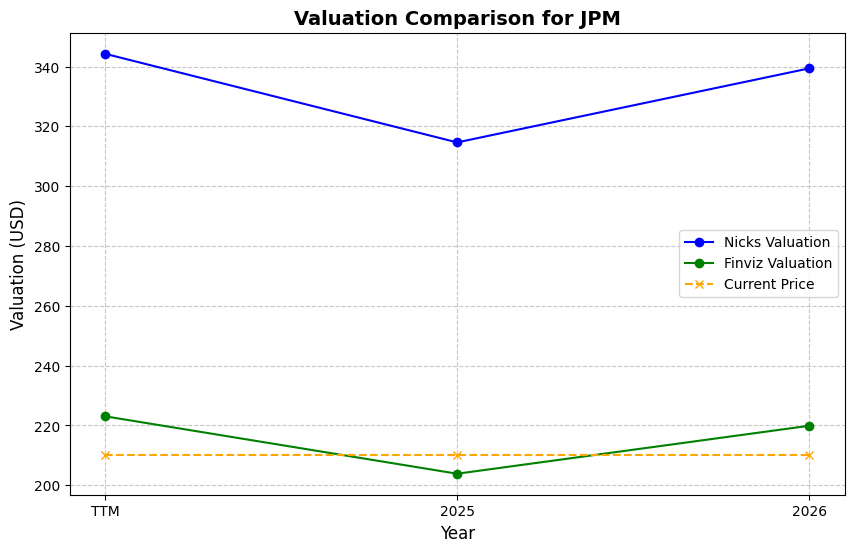 Valuation Comparison for JPM
Valuation (USD)
340
320
300
280
260
240
220
200
Nicks Valuation
Finviz Valuation
Current Price
TTM 2025 2026
Year